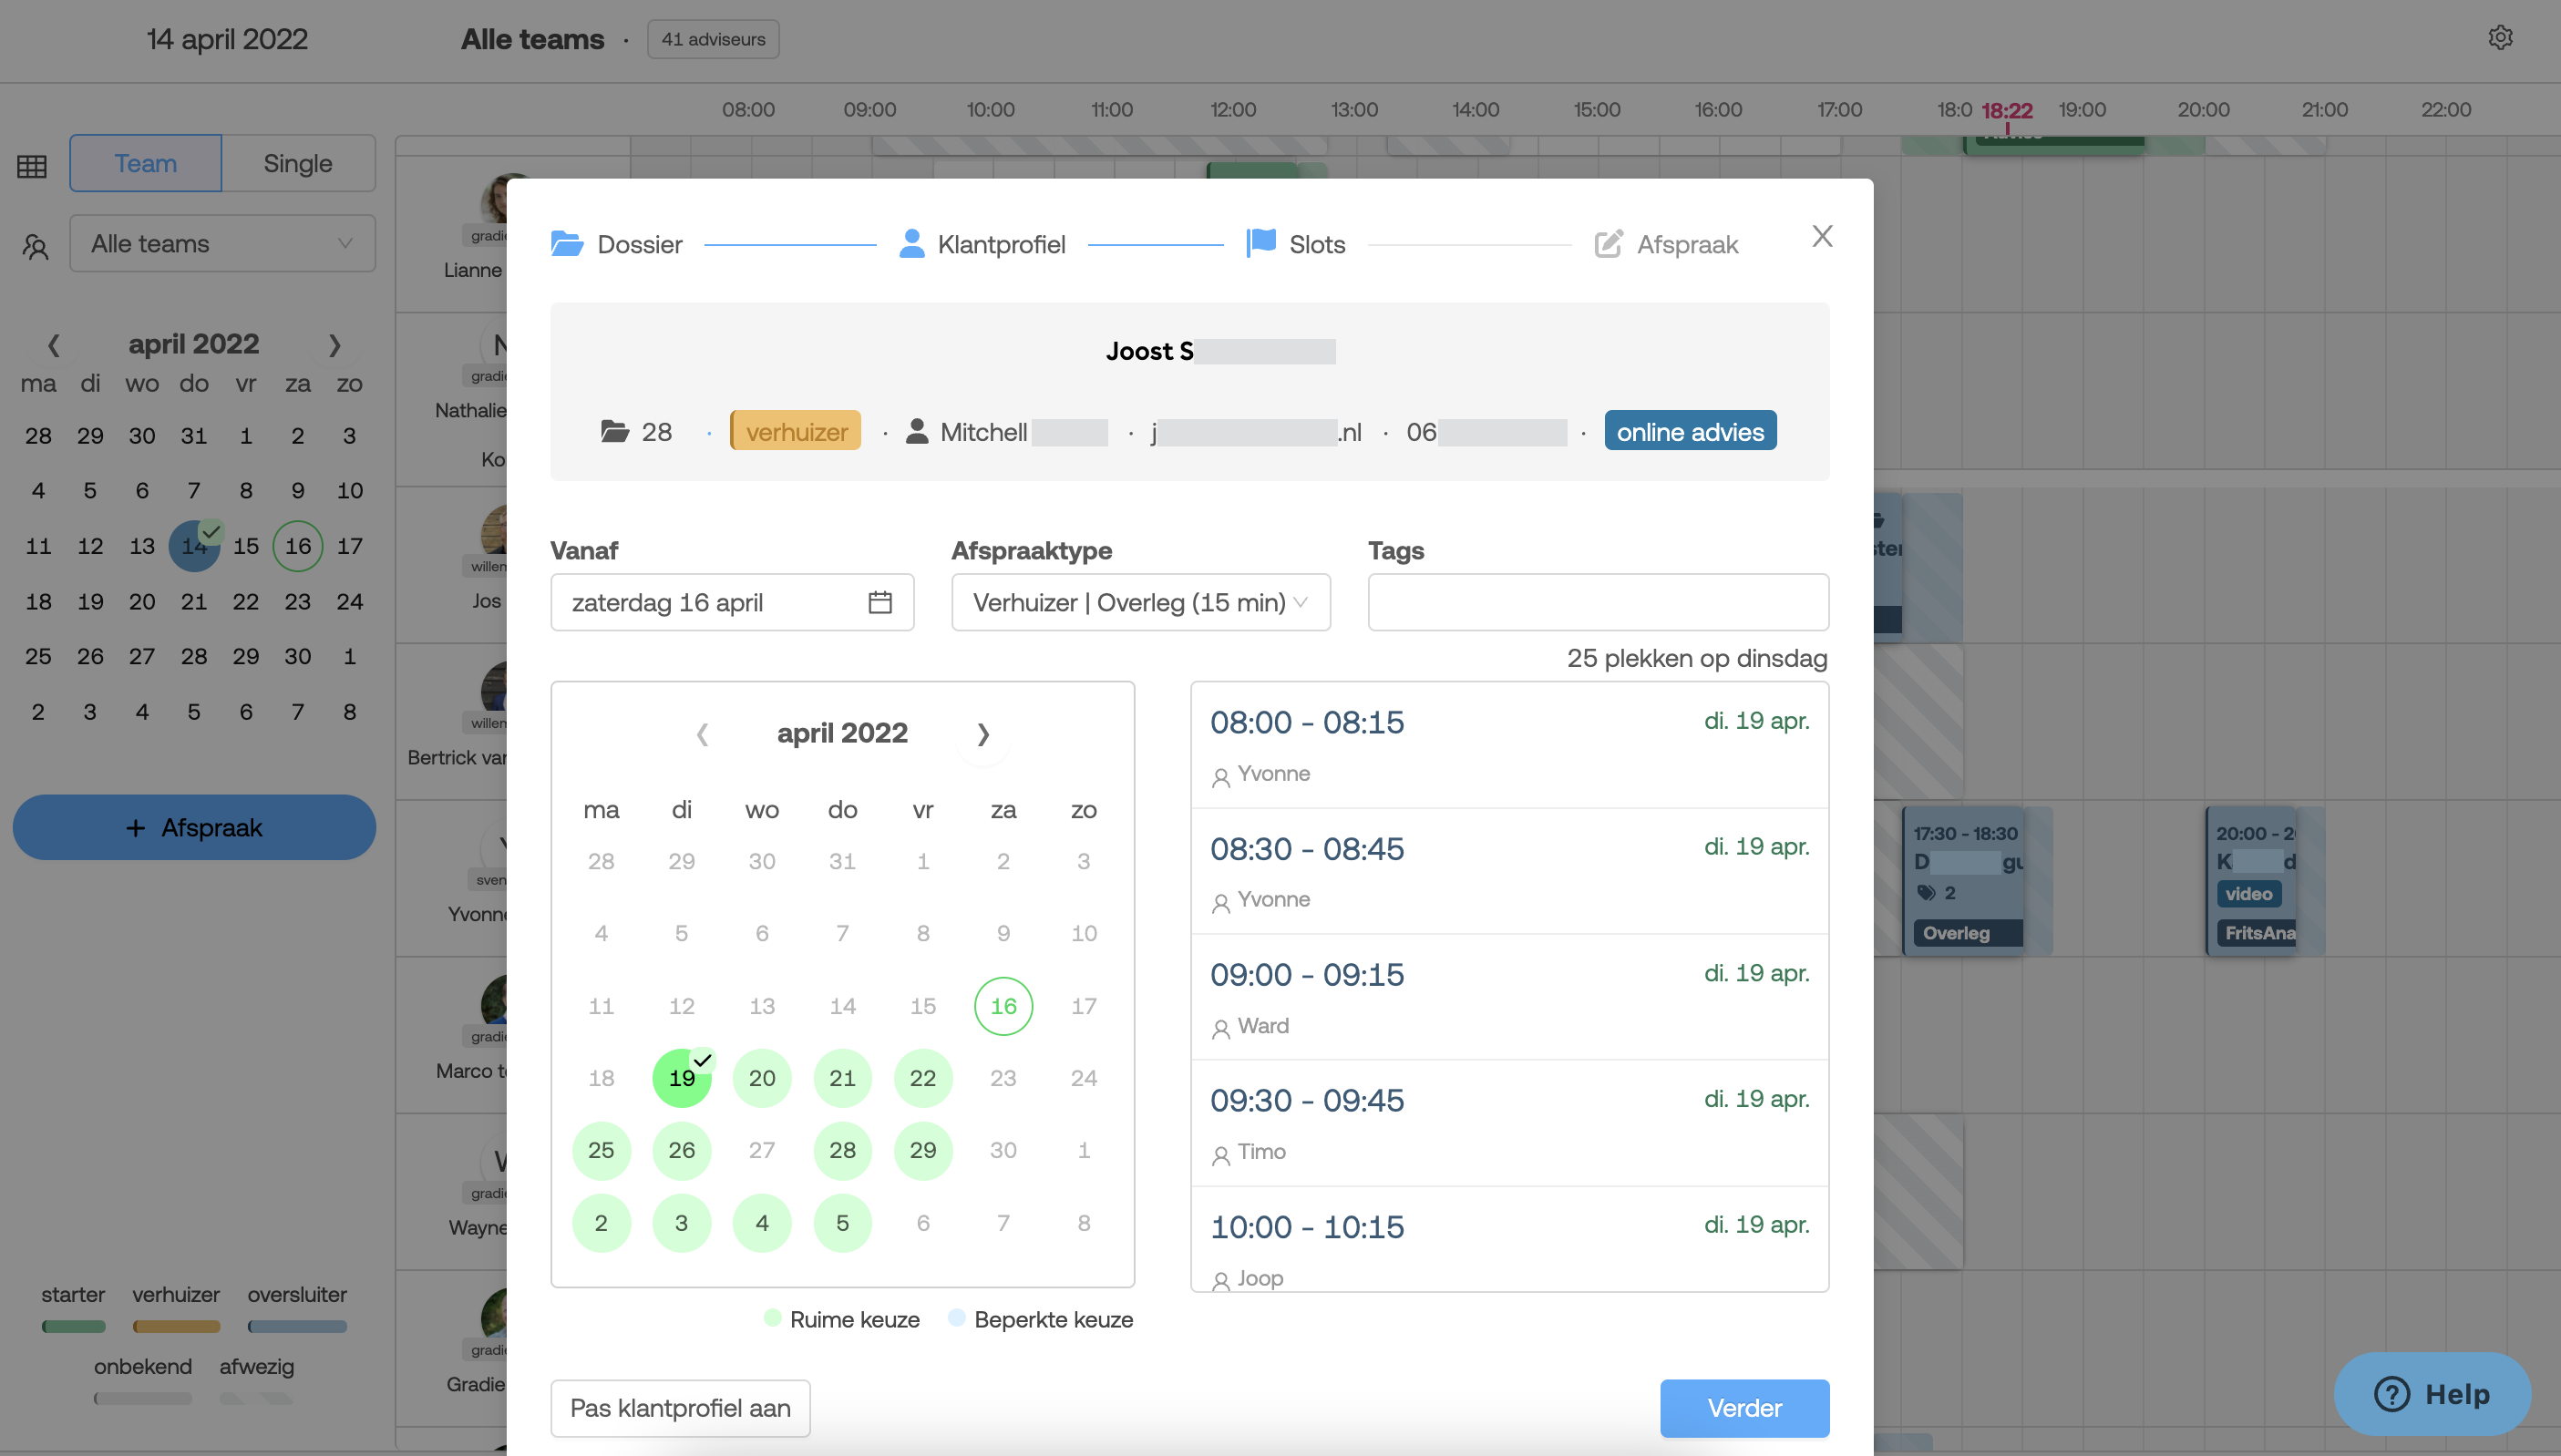 14 april 2022
Alle teams · 41 adviseurs
08:00 09:00 10:00 11:00 12:00 13:00 14:00 15:00 16:00 17:00 18:0 18:22 19:00 20:00 21:00 22:00
Team Single
Alle teams
april 2022
ma di wo do vr za zo
28 29 30 31 1 2 3
4 5 6 7 8 9 10
11 12 13 14 15 16 17
18 19 20 21 22 23 24
25 26 27 28 29 30 1
2 3 4 5 6 7 8
+ Afspraak
starter verhuizer oversluiter
onbekend afwezig
gradie
Lianne
N
gradie
Nathalie
Ko
willem
Jos
willem
Bertrick var
sven
Yvonne
gradie
Marco te
gradie
Wayne
gradie
Gradie
Dossier Klantprofiel Slots Afspraak
X
Joost S
28 · verhuizer · Mitchell · j .nl · 06 · online advies
Vanaf
zaterdag 16 april
Afspraaktype
Verhuizer | Overleg (15 min)
Tags
25 plekken op dinsdag
april 2022
ma di wo do vr za zo
28 29 30 31 1 2 3
4 5 6 7 8 9 10
11 12 13 14 15 16 17
18 19 20 21 22 23 24
25 26 27 28 29 30 1
2 3 4 5 6 7 8
Ruime keuze Beperkte keuze
08:00 - 08:15 di. 19 apr.
Yvonne
08:30 - 08:45 di. 19 apr.
Yvonne
09:00 - 09:15 di. 19 apr.
Ward
09:30 - 09:45 di. 19 apr.
Timo
10:00 - 10:15 di. 19 apr.
Joop
Pas klantprofiel aan
Verder
17:30 - 18:30
D gu
2
Overleg
20:00 - 2
K d
video
FritsAna
Help